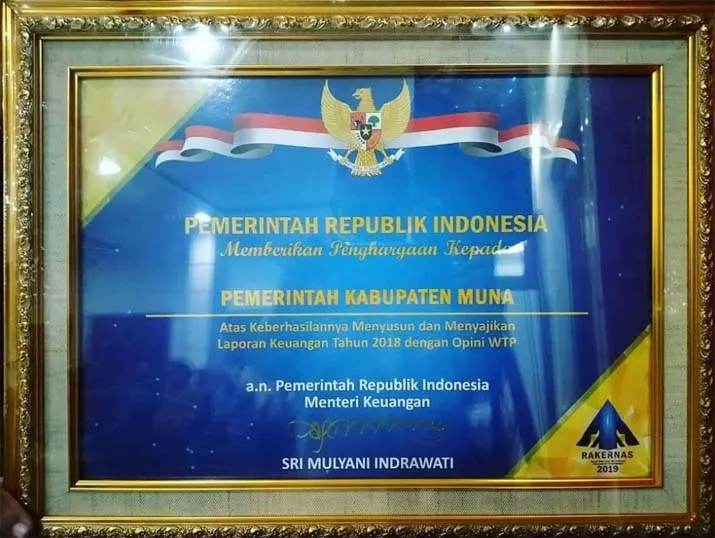 PEMERINTAH REPUBLIK INDONESIA
Memberikan Penghargaan Kepada
PEMERINTAH KABUPATEN MUNA
Atas Keberhasilannya Menyusun dan Menyajikan
Laporan Keuangan Tahun 2018 dengan Opini WTP
a.n. Pemerintah Republik Indonesia
Menteri Keuangan
SRI MULYANI INDRAWATI
RAKERNAS
2019